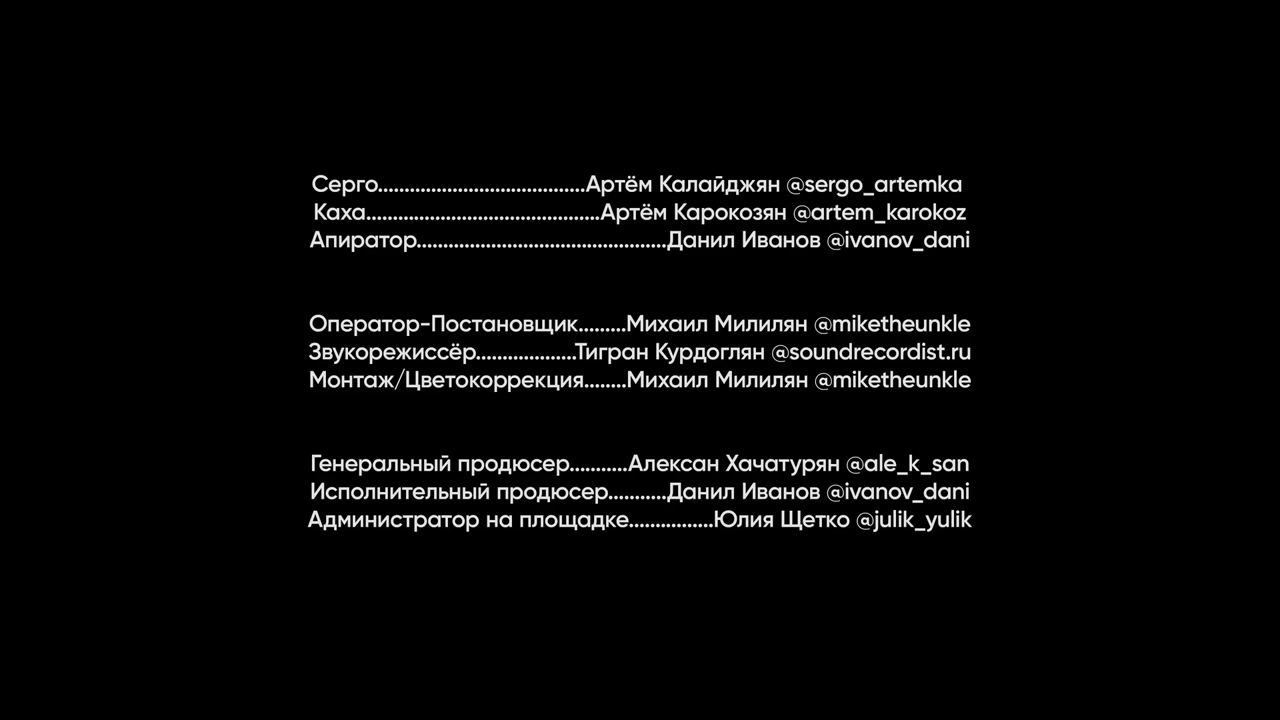 Серго.......................................Артём Калайджян @sergo_artemka
Каха............................................Артём Карокозян @artem_karokoz
Апиратор...............................................Данил Иванов @ivanov_dani
Оператор-Постановщик.........Михаил Милилян @miketheunkle
Звукорежиссёр...................Тигран Курдоглян @soundrecordist.ru
Монтаж/Цветокоррекция........Михаил Милилян @miketheunkle
Генеральный продюсер...........Алексан Хачатурян @ale_k_san
Исполнительный продюсер...........Данил Иванов @ivanov_dani
Администратор на площадке................Юлия Щетко @julik_yulik